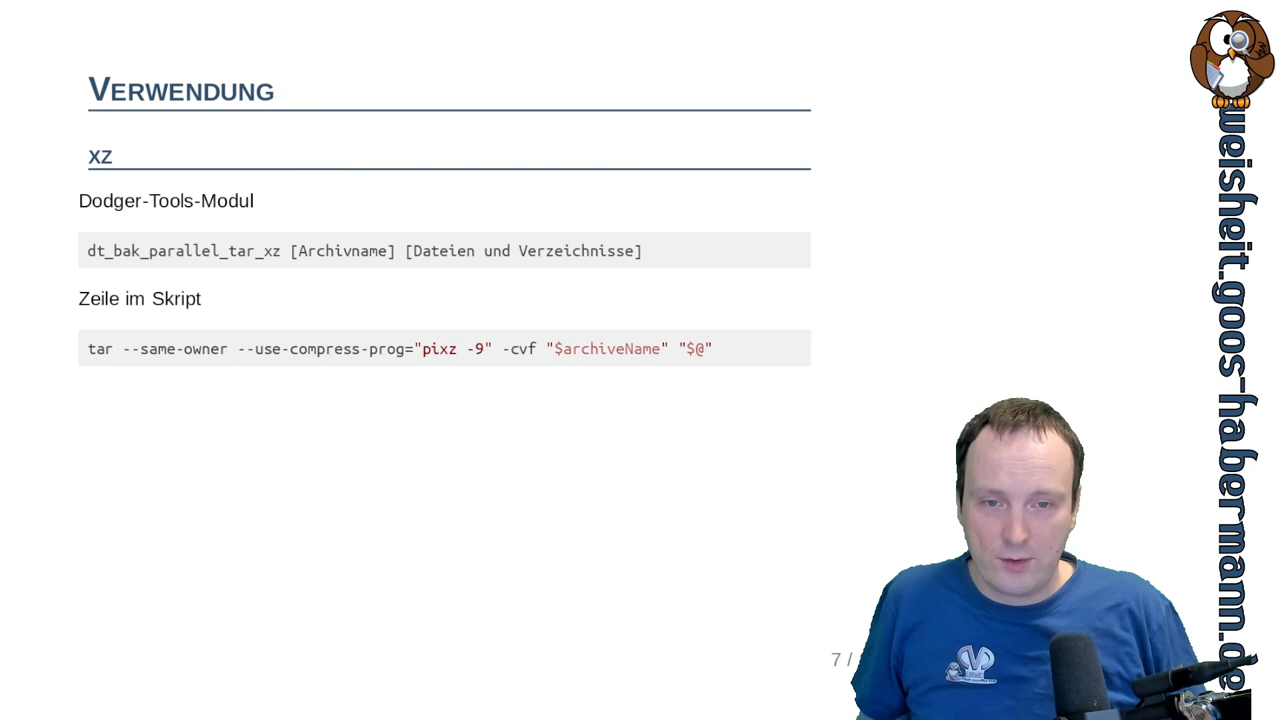 VERWENDUNG
XZ
Dodger-Tools-Modul
dt_bak_parallel_tar_xz [Archivname] [Dateien und Verzeichnisse]
Zeile im Skript
tar --same-owner --use-compress-prog="pixz -9" -cvf "$archiveName" "$@"
7 /
weisheit.goos-habermann.de